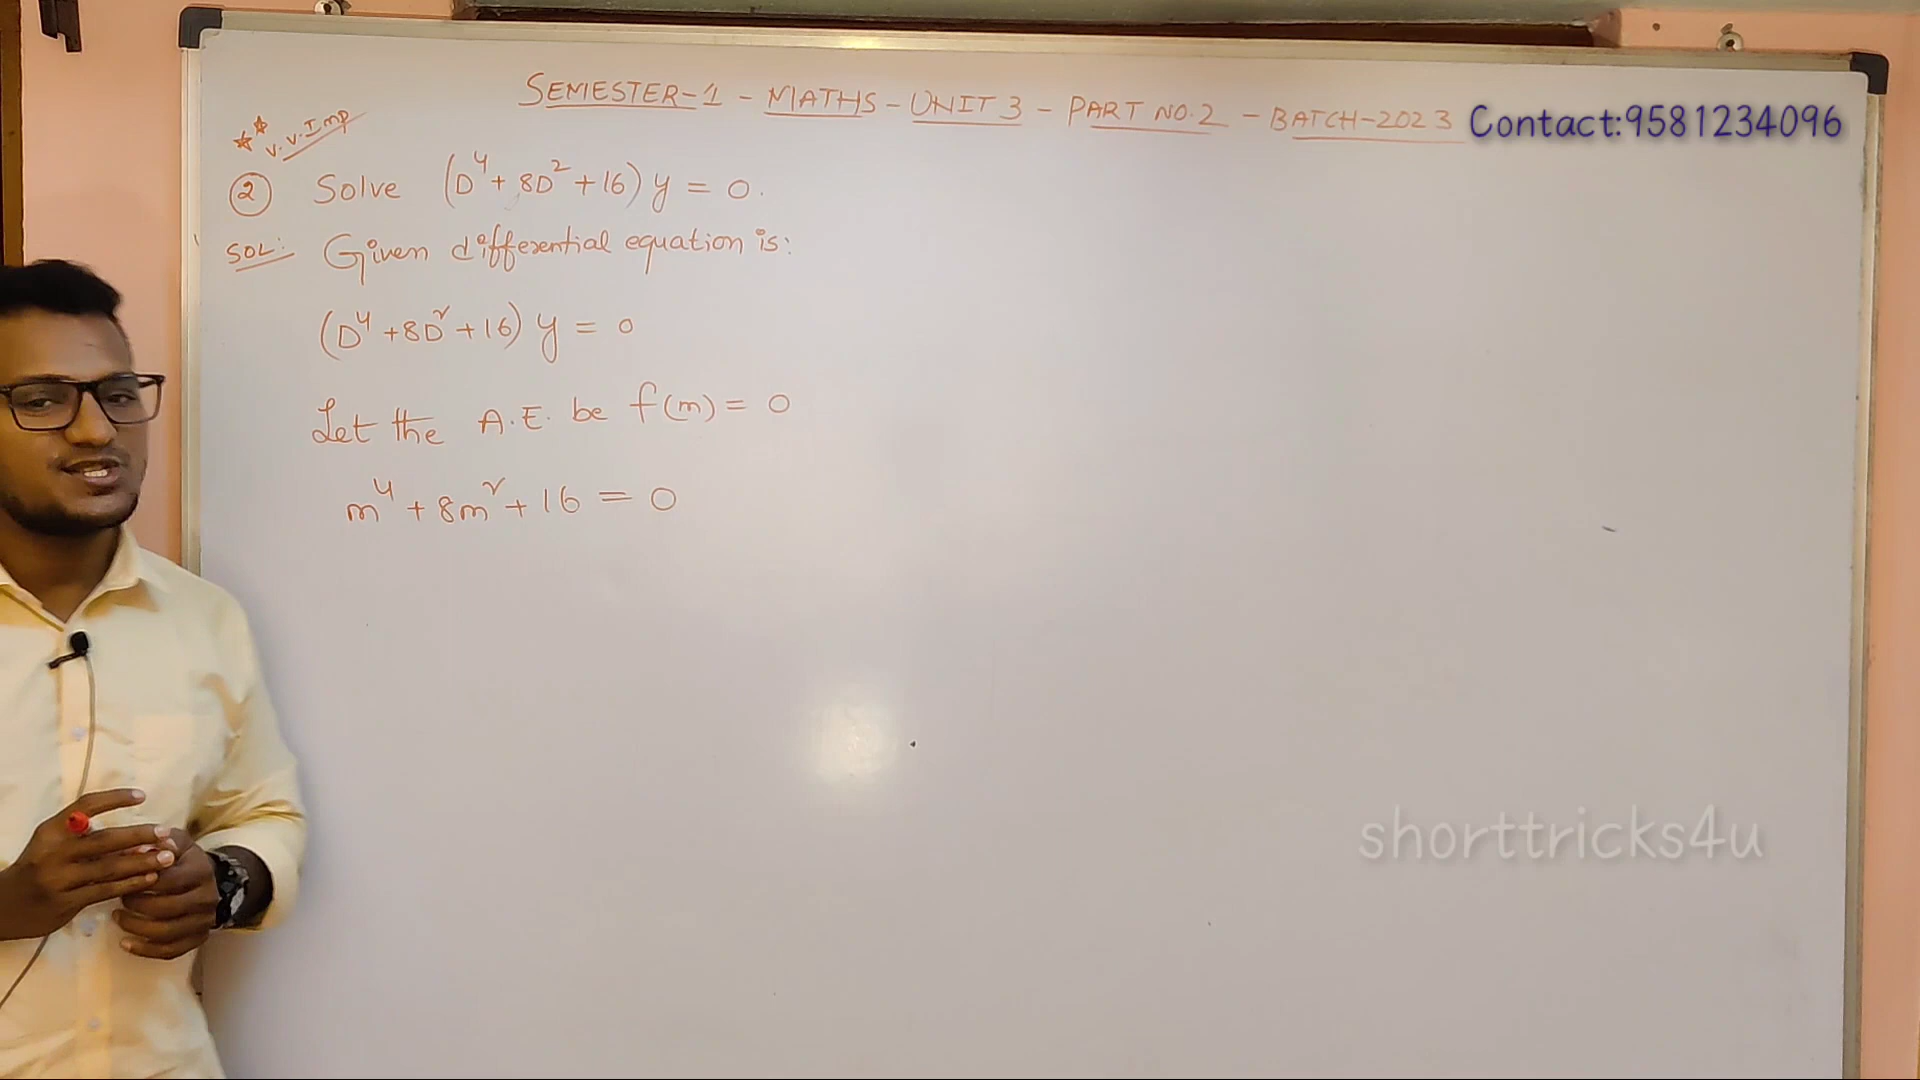 SEMESTER-1 - MATHS - UNIT 3 - PART NO.2 - BATCH-2023
Contact:9581234096
V.V.Imp
② Solve (D⁴ + 8D² + 16) y = 0.
SOL: Given differential equation is:
(D⁴ + 8D² + 16) y = 0
Let the A.E. be f(m) = 0
m⁴ + 8m² + 16 = 0
shorttricks4u